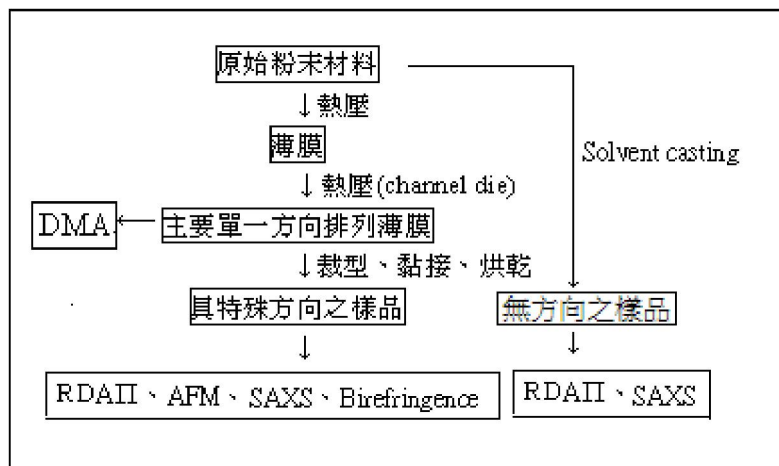 原始粉末材料
↓熱壓
薄膜
Solvent casting
↓熱壓(channel die)
DMA
主要單一方向排列薄膜
↓裁型、黏接、烘乾
具特殊方向之樣品
無方向之樣品
RDAII、AFM、SAXS、Birefringence
RDAII、SAXS